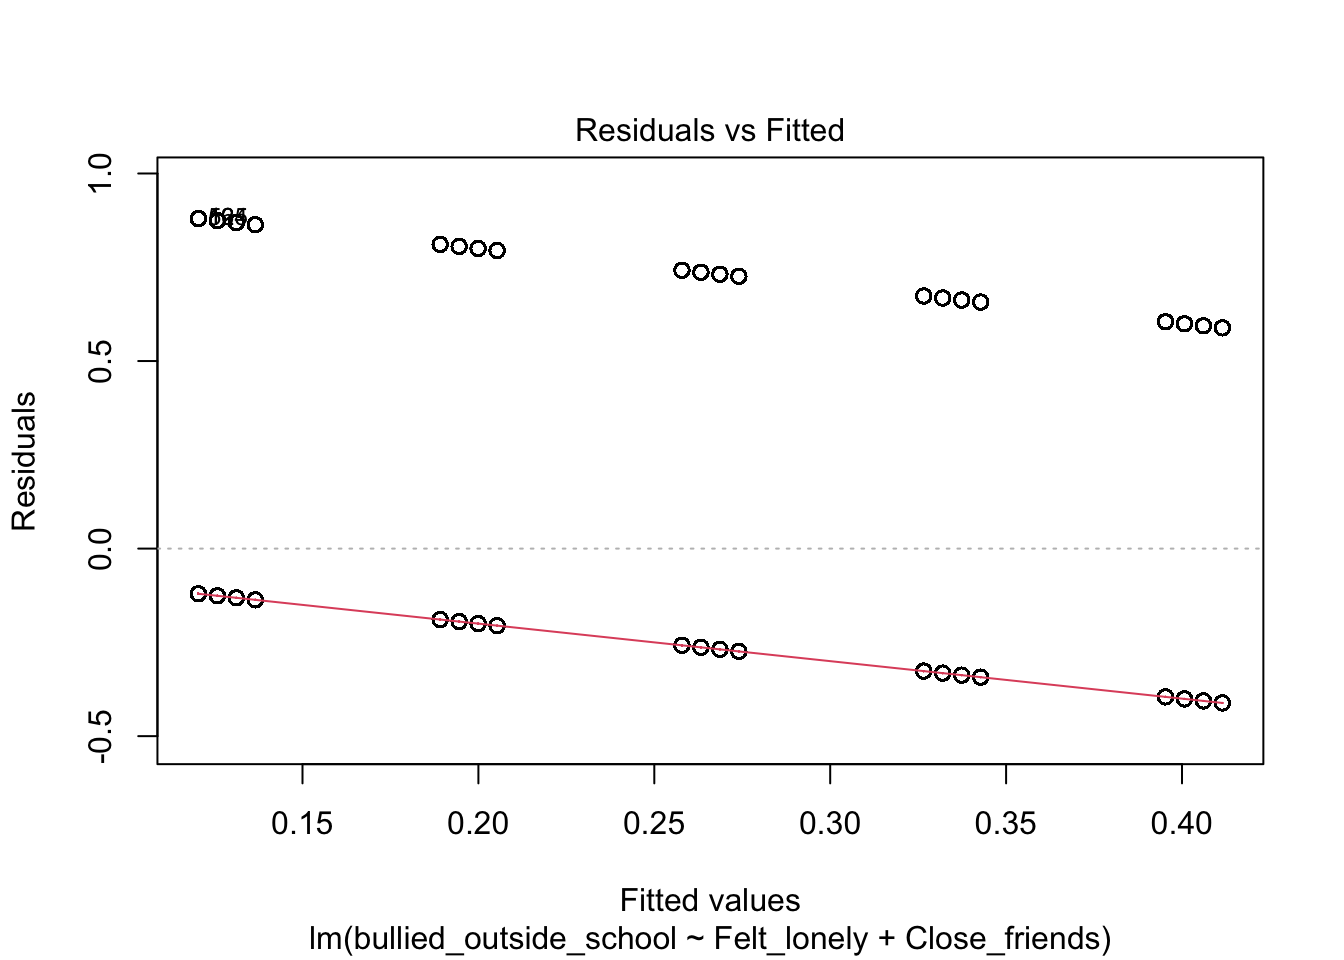 Residuals vs Fitted
Residuals
1.0
0.5
0.0
-0.5
0.15 0.20 0.25 0.30 0.35 0.40
Fitted values
lm(bullied_outside_school ~ Felt_lonely + Close_friends)